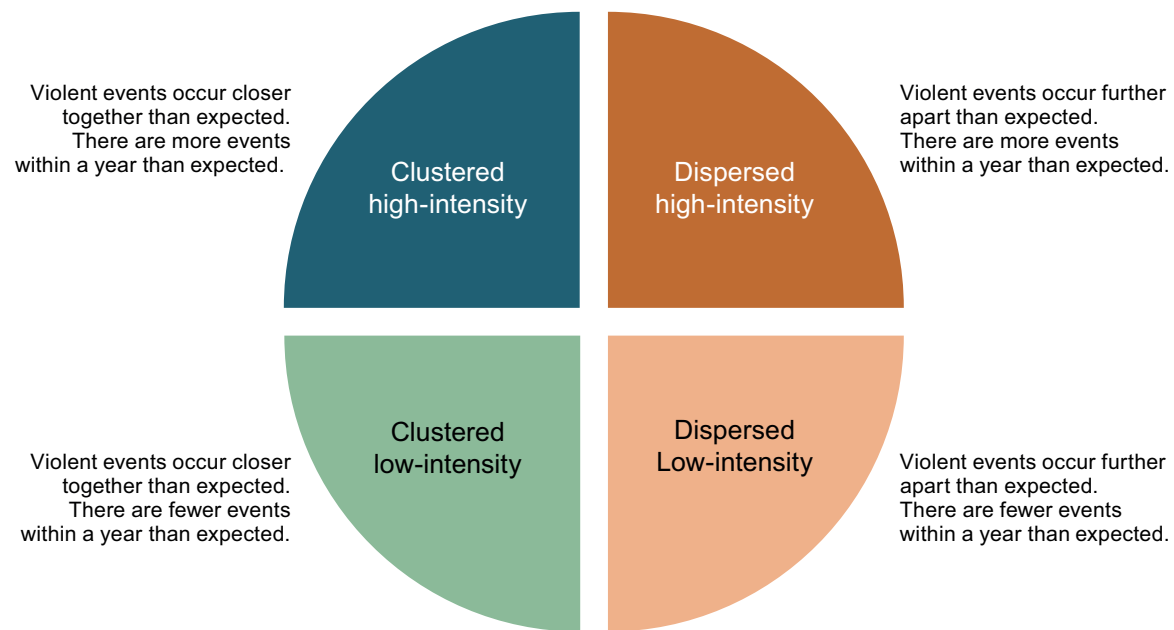 Violent events occur closer
together than expected.
There are more events
within a year than expected.
Clustered
high-intensity
Dispersed
high-intensity
Violent events occur further
apart than expected.
There are more events
within a year than expected.
Violent events occur closer
together than expected.
There are fewer events
within a year than expected.
Clustered
low-intensity
Dispersed
Low-intensity
Violent events occur further
apart than expected.
There are fewer events
within a year than expected.